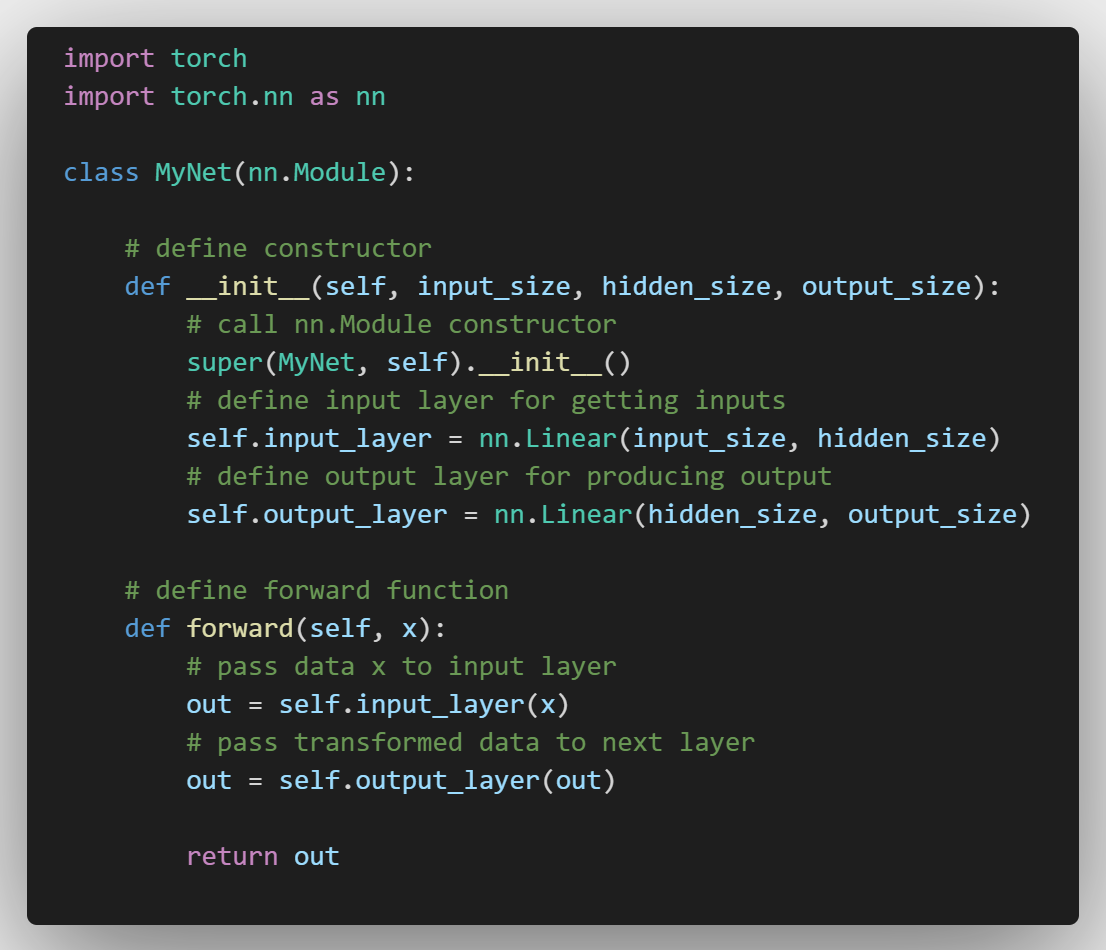 import torch
import torch.nn as nn

class MyNet(nn.Module):

    # define constructor
    def __init__(self, input_size, hidden_size, output_size):
        # call nn.Module constructor
        super(MyNet, self).__init__()
        # define input layer for getting inputs
        self.input_layer = nn.Linear(input_size, hidden_size)
        # define output layer for producing output
        self.output_layer = nn.Linear(hidden_size, output_size)

    # define forward function
    def forward(self, x):
        # pass data x to input layer
        out = self.input_layer(x)
        # pass transformed data to next layer
        out = self.output_layer(out)

        return out